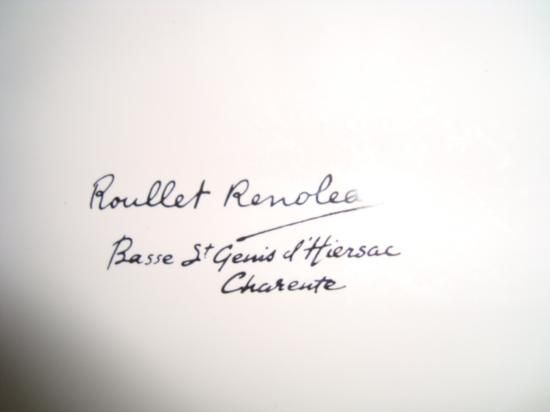 Roullet Renolea
Basse St Genis d'Hiersac
Charente